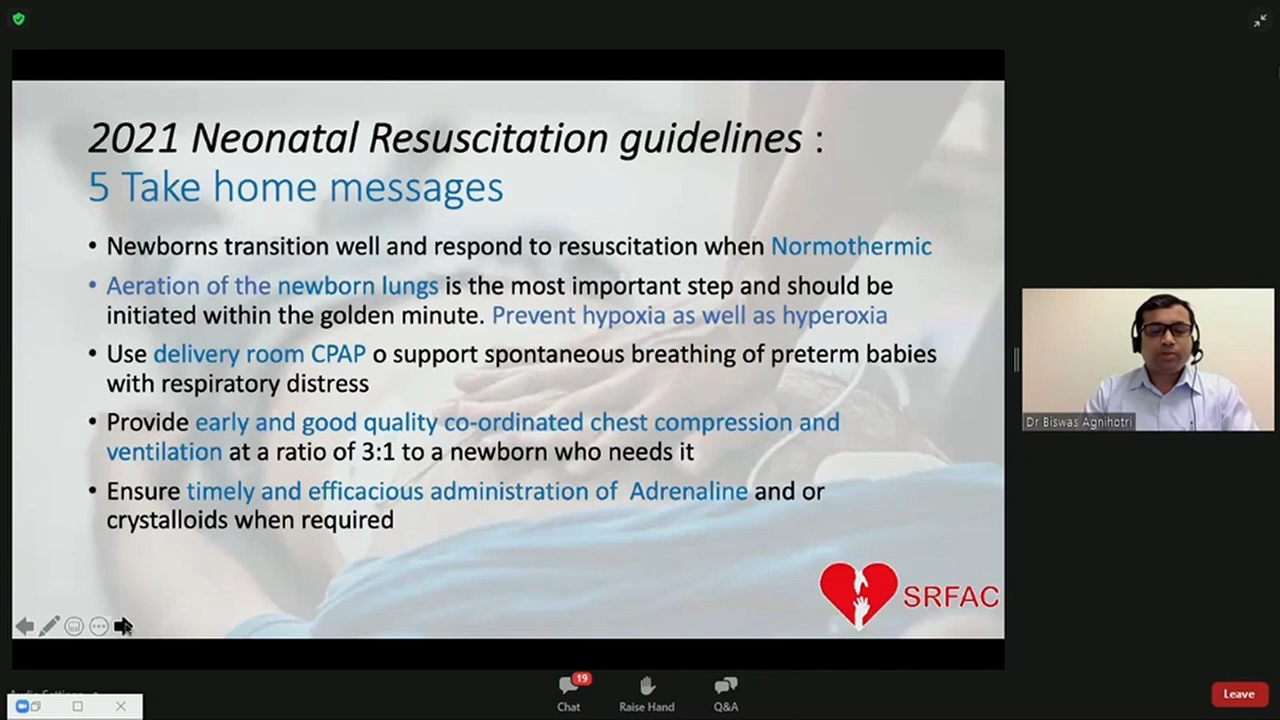 2021 Neonatal Resuscitation guidelines :
5 Take home messages
• Newborns transition well and respond to resuscitation when Normothermic
• Aeration of the newborn lungs is the most important step and should be
initiated within the golden minute. Prevent hypoxia as well as hyperoxia
• Use delivery room CPAP o support spontaneous breathing of preterm babies
with respiratory distress
• Provide early and good quality co-ordinated chest compression and
ventilation at a ratio of 3:1 to a newborn who needs it
• Ensure timely and efficacious administration of Adrenaline and or
crystalloids when required
SRFAC
Dr Biswas Agnihotri
19
Chat
Raise Hand
Q&A
Leave